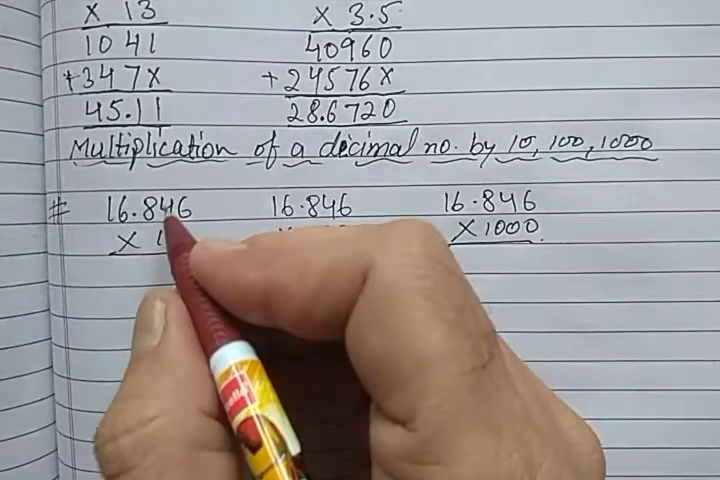 × 13 × 3.5
1041 40960
+347× +24576×
45.11 28.6720
Multiplication of a decimal no. by 10, 100, 1000
# 16.846 16.846 16.846
× 1 × ×1000